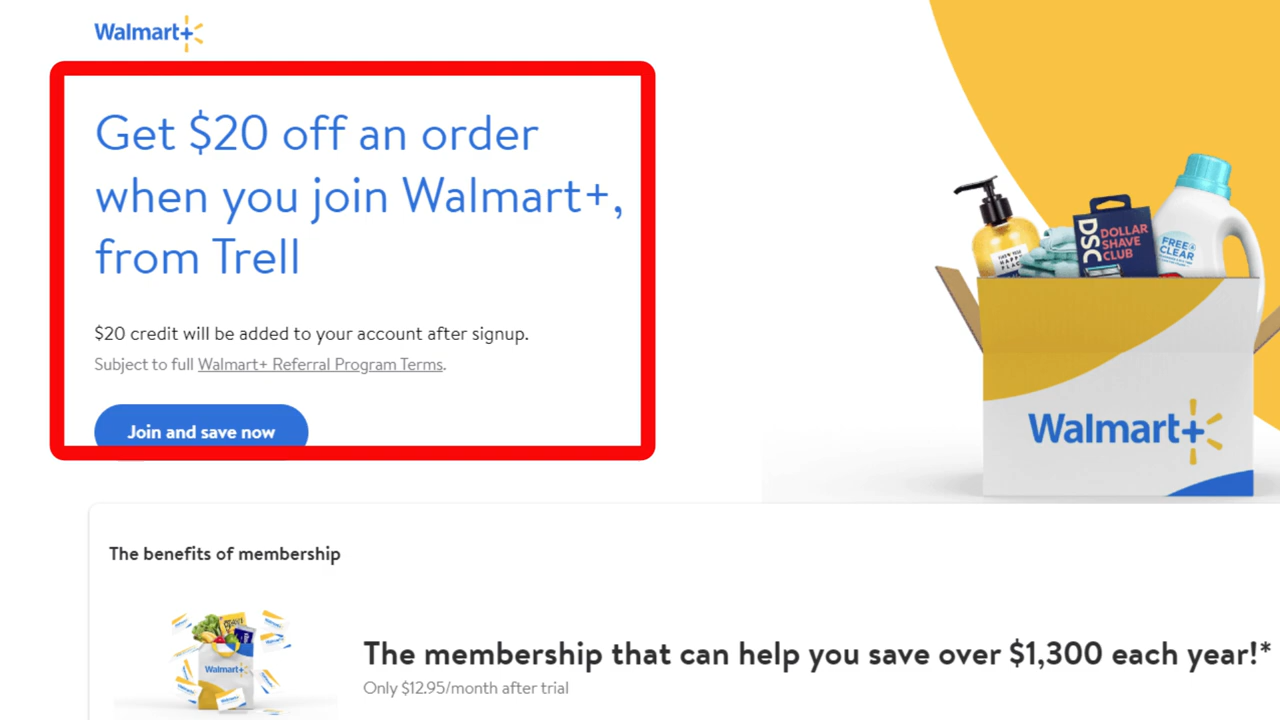 Walmart+
Get $20 off an order
when you join Walmart+,
from Trell
$20 credit will be added to your account after signup.
Subject to full Walmart+ Referral Program Terms.
Join and save now
DSC
DOLLAR
SHAVE
CLUB
FREE &
CLEAR
Walmart+
The benefits of membership
Walmart+
The membership that can help you save over $1,300 each year!*
Only $12.95/month after trial